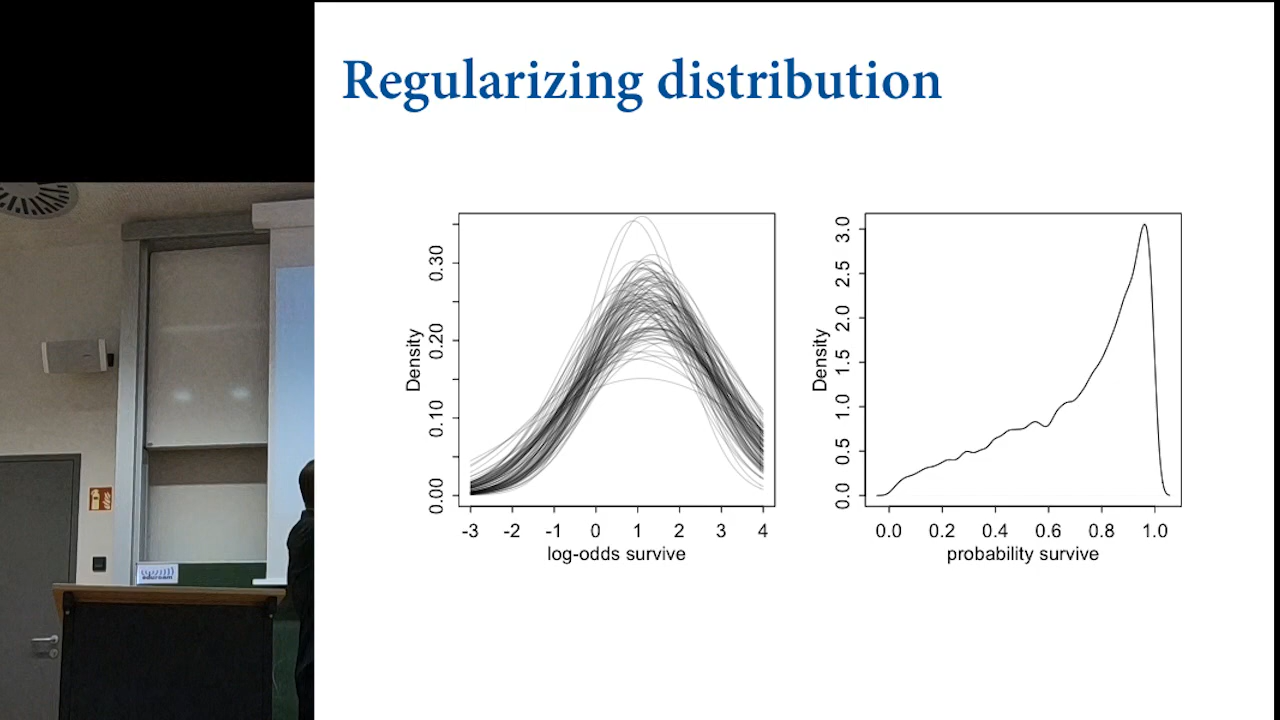 Regularizing distribution
Density
0.00 0.10 0.20 0.30
-3 -2 -1 0 1 2 3 4
log-odds survive
Density
0.0 0.5 1.0 1.5 2.0 2.5 3.0
0.0 0.2 0.4 0.6 0.8 1.0
probability survive